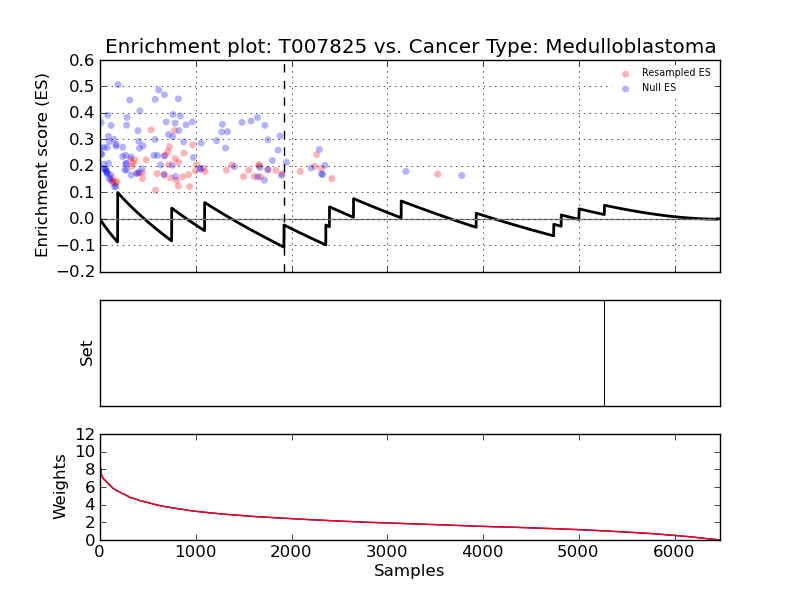 Enrichment plot: T007825 vs. Cancer Type: Medulloblastoma
Enrichment score (ES)
0.6
0.5
0.4
0.3
0.2
0.1
0.0
−0.1
−0.2
Resampled ES
Null ES
Set
Weights
12
10
8
6
4
2
0
0 1000 2000 3000 4000 5000 6000
Samples